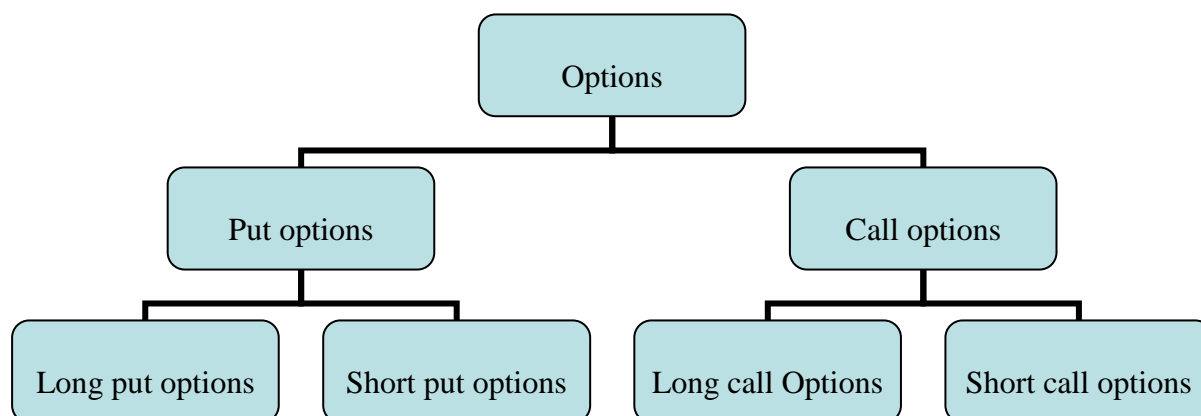 Options
Put options
Call options
Long put options
Short put options
Long call Options
Short call options